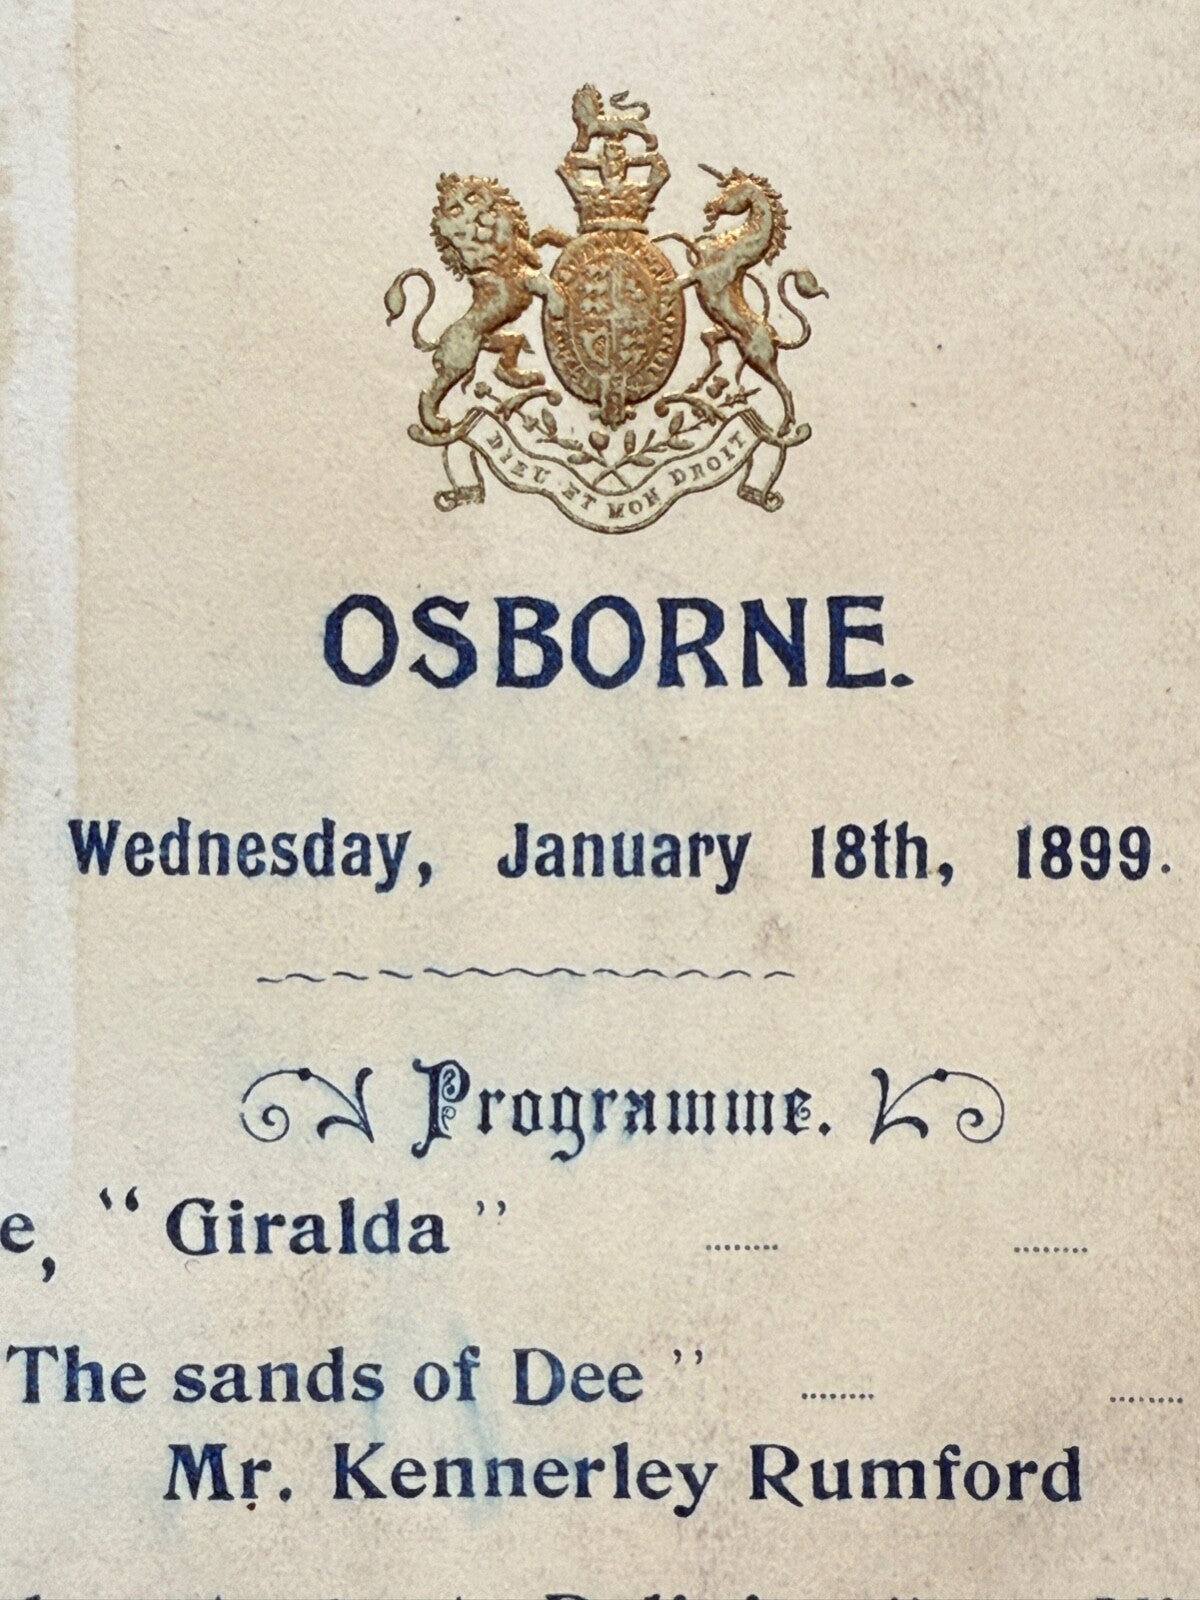 DIEU ET MON DROIT
OSBORNE.
Wednesday, January 18th, 1899.
Programme.
e, “ Giralda ” ........ ........
The sands of Dee ” ........ ........
Mr. Kennerley Rumford